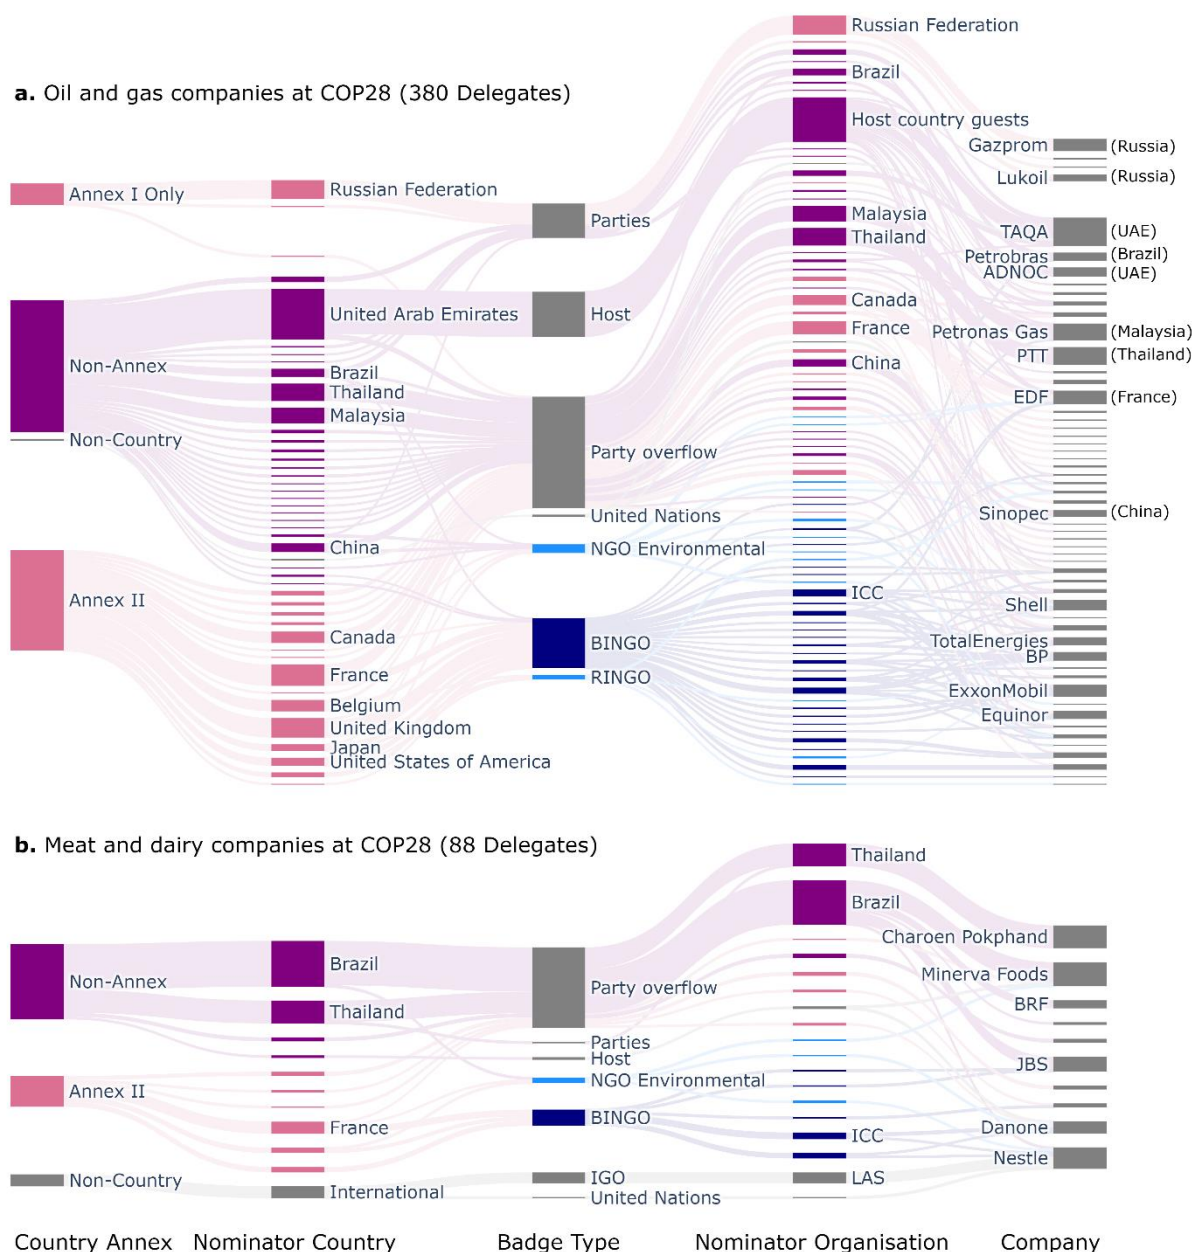 a. Oil and gas companies at COP28 (380 Delegates)
Annex I Only
Non-Annex
Non-Country
Annex II
Russian Federation
United Arab Emirates
Brazil
Thailand
Malaysia
China
Canada
France
Belgium
United Kingdom
Japan
United States of America
Parties
Host
Party overflow
United Nations
NGO Environmental
BINGO
RINGO
Russian Federation
Brazil
Host country guests
Malaysia
Thailand
Canada
France
China
ICC
Gazprom (Russia)
Lukoil (Russia)
TAQA (UAE)
Petrobras (Brazil)
ADNOC (UAE)
Petronas Gas (Malaysia)
PTT (Thailand)
EDF (France)
Sinopec (China)
Shell
TotalEnergies
BP
ExxonMobil
Equinor
b. Meat and dairy companies at COP28 (88 Delegates)
Non-Annex
Annex II
Non-Country
Brazil
Thailand
France
International
Party overflow
Parties
Host
NGO Environmental
BINGO
IGO
United Nations
Thailand
Brazil
ICC
LAS
Charoen Pokphand
Minerva Foods
BRF
JBS
Danone
Nestle
Country Annex Nominator Country Badge Type Nominator Organisation Company